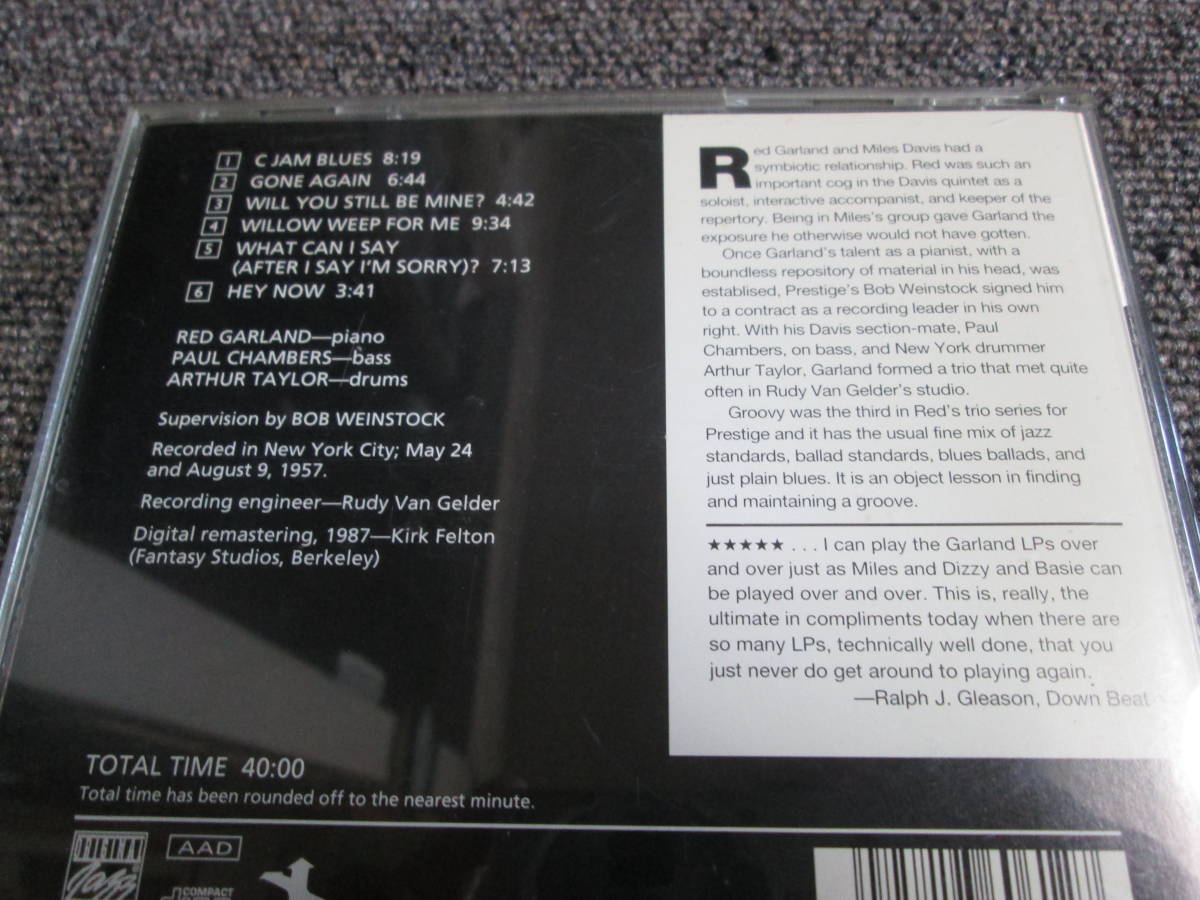 1 C JAM BLUES 8:19
2 GONE AGAIN 6:44
3 WILL YOU STILL BE MINE? 4:42
4 WILLOW WEEP FOR ME 9:34
5 WHAT CAN I SAY
(AFTER I SAY I'M SORRY)? 7:13
6 HEY NOW 3:41
RED GARLAND—piano
PAUL CHAMBERS—bass
ARTHUR TAYLOR—drums
Supervision by BOB WEINSTOCK
Recorded in New York City; May 24
and August 9, 1957.
Recording engineer—Rudy Van Gelder
Digital remastering, 1987—Kirk Felton
(Fantasy Studios, Berkeley)
Red Garland and Miles Davis had a
symbiotic relationship. Red was such an
important cog in the Davis quintet as a
soloist, interactive accompanist, and keeper of the
repertory. Being in Miles's group gave Garland the
exposure he otherwise would not have gotten.
Once Garland's talent as a pianist, with a
boundless repository of material in his head, was
establised, Prestige's Bob Weinstock signed him
to a contract as a recording leader in his own
right. With his Davis section-mate, Paul
Chambers, on bass, and New York drummer
Arthur Taylor, Garland formed a trio that met quite
often in Rudy Van Gelder's studio.
Groovy was the third in Red's trio series for
Prestige and it has the usual fine mix of jazz
standards, ballad standards, blues ballads, and
just plain blues. It is an object lesson in finding
and maintaining a groove.
★★★★★ . . . I can play the Garland LPs over
and over just as Miles and Dizzy and Basie can
be played over and over. This is, really, the
ultimate in compliments today when there are
so many LPs, technically well done, that you
just never do get around to playing again.
—Ralph J. Gleason, Down Beat
TOTAL TIME 40:00
Total time has been rounded off to the nearest minute.
ORIGINAL
Jazz
AAD
COMPACT